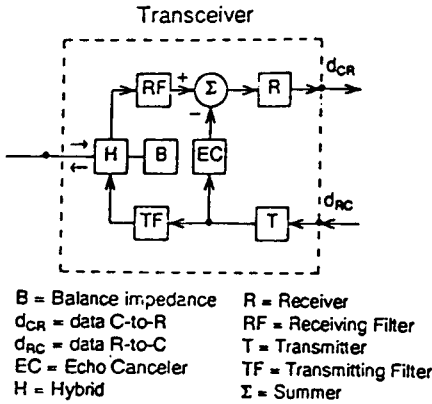 Transceiver
d_CR
RF
+
Σ
R
−
H
B
EC
d_RC
TF
T
B = Balance impedance
d_CR = data C-to-R
d_RC = data R-to-C
EC = Echo Canceler
H = Hybrid
R = Receiver
RF = Receiving Filter
T = Transmitter
TF = Transmitting Filter
Σ = Summer